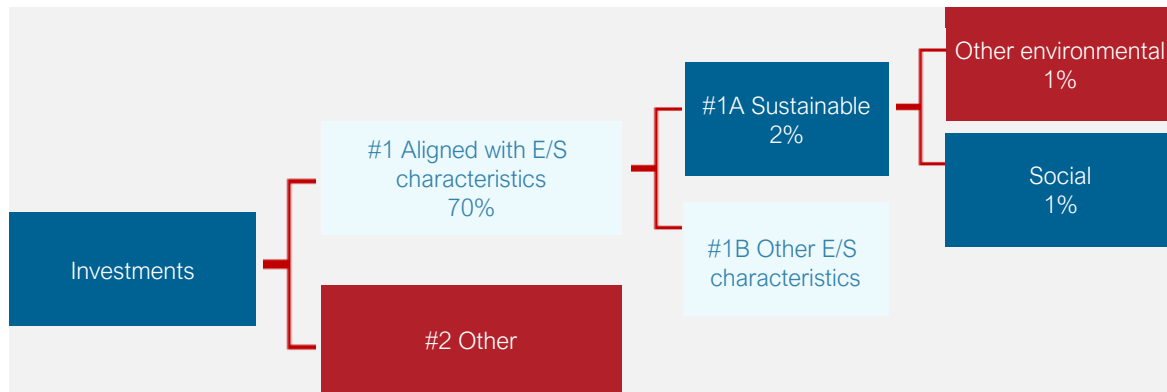 Investments
#1 Aligned with E/S
characteristics
70%
#2 Other
#1A Sustainable
2%
#1B Other E/S
characteristics
Other environmental
1%
Social
1%